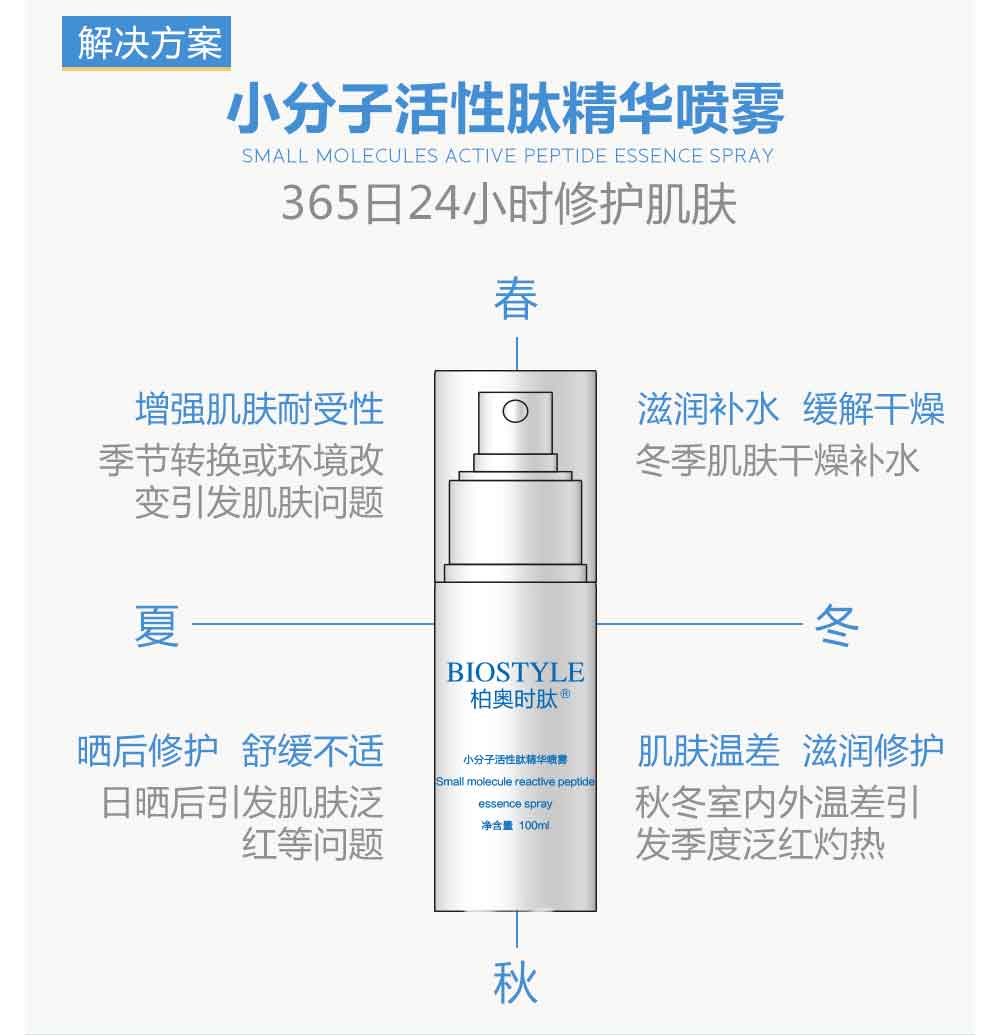 解决方案
小分子活性肽精华喷雾
SMALL MOLECULES ACTIVE PEPTIDE ESSENCE SPRAY
365日24小时修护肌肤
春
增强肌肤耐受性
季节转换或环境改
变引发肌肤问题
滋润补水 缓解干燥
冬季肌肤干燥补水
夏
冬
BIOSTYLE
柏奥时肽®
小分子活性肽精华喷雾
Small molecule reactive peptide
essence spray
净含量 100ml
晒后修护 舒缓不适
日晒后引发肌肤泛
红等问题
肌肤温差 滋润修护
秋冬室内外温差引
发季度泛红灼热
秋